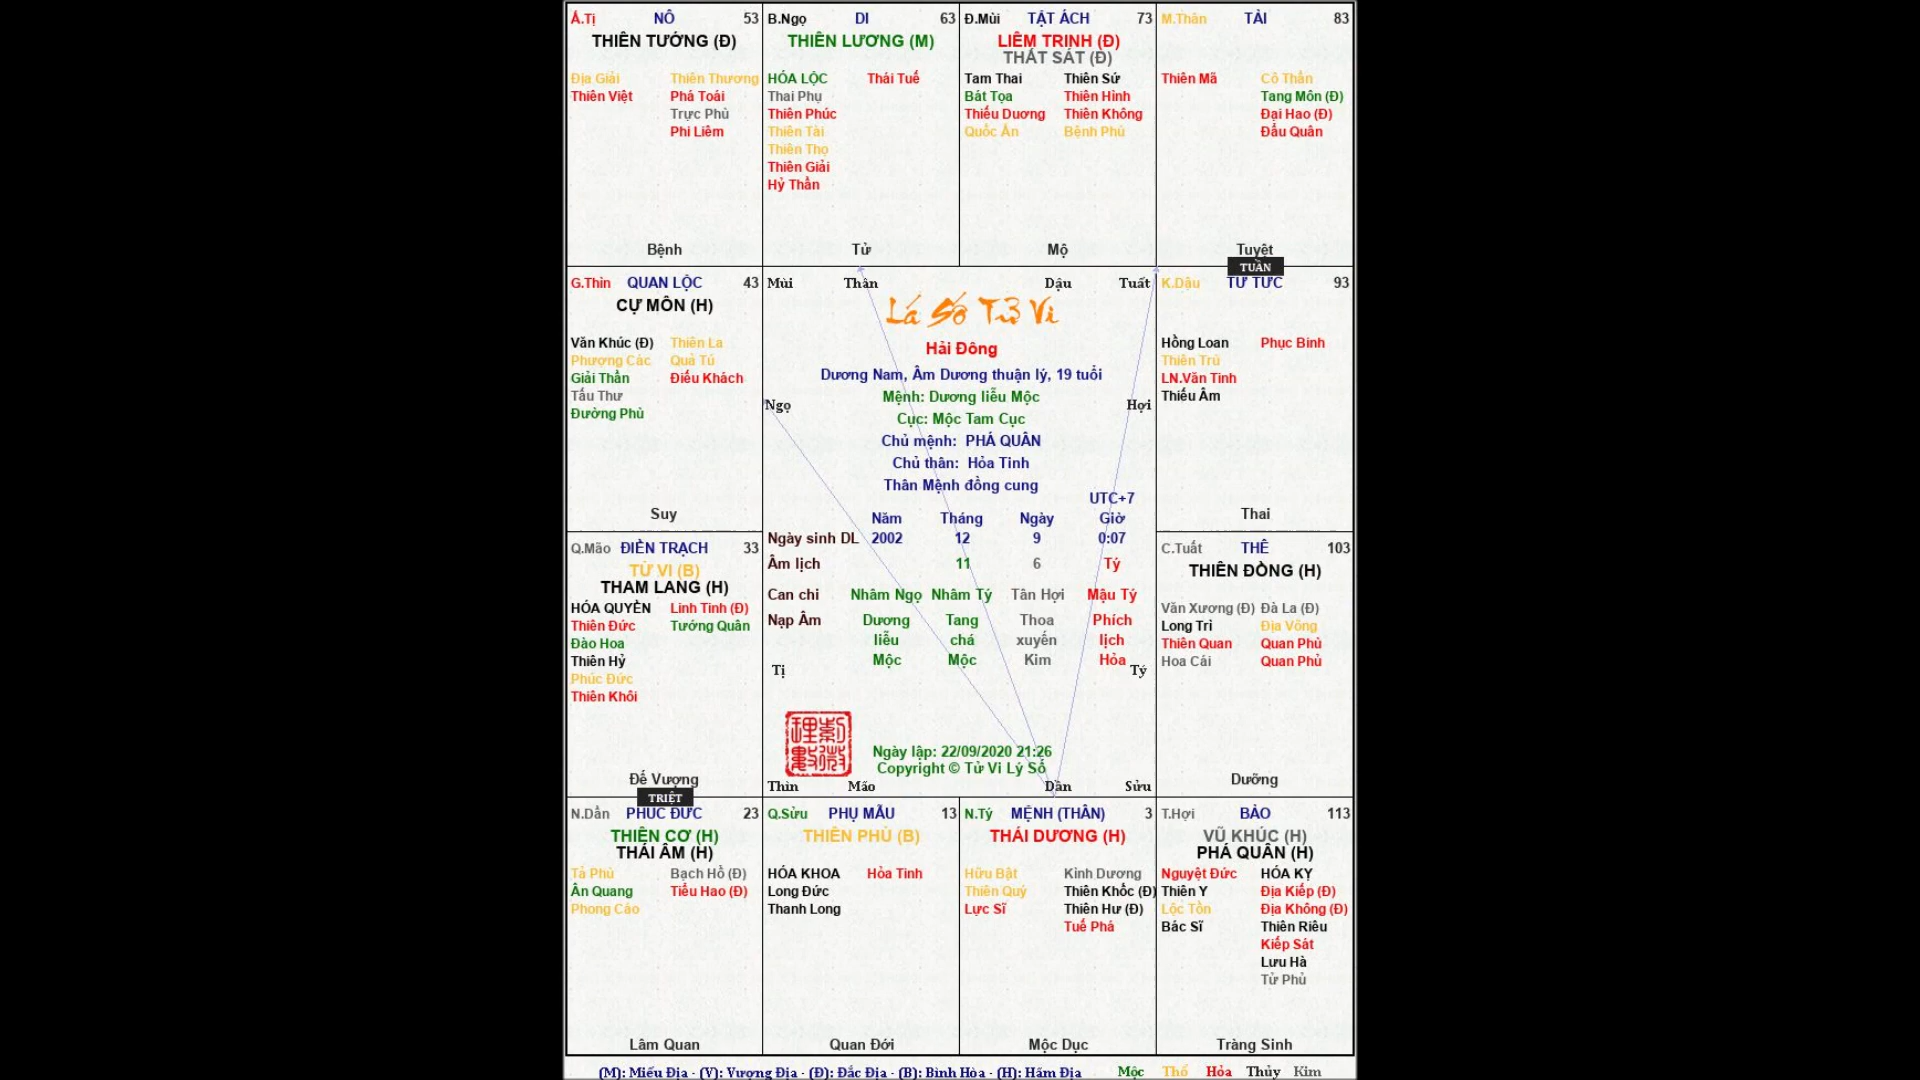 Ấ.Tị NÔ 53
THIÊN TƯỚNG (Đ)
Địa Giải Thiên Thương
Thiên Việt Phá Toái
Trực Phù
Phi Liêm
Bệnh
B.Ngọ DI 63
THIÊN LƯƠNG (M)
HÓA LỘC Thái Tuế
Thai Phụ
Thiên Phúc
Thiên Tài
Thiên Thọ
Thiên Giải
Hỷ Thần
Tử
Đ.Mùi TẬT ÁCH 73
LIÊM TRINH (Đ)
THẤT SÁT (Đ)
Tam Thai Thiên Sứ
Bát Tọa Thiên Hình
Thiếu Dương Thiên Không
Quốc Ấn Bệnh Phù
Mộ
M.Thân TÀI 83
Thiên Mã Cô Thần
Tang Môn (Đ)
Đại Hao (Đ)
Đẩu Quân
Tuyệt
TUẦN
G.Thìn QUAN LỘC 43
CỰ MÔN (H)
Văn Khúc (Đ) Thiên La
Phượng Các Quả Tú
Giải Thần Điếu Khách
Tấu Thư
Đường Phù
Suy
Mùi Thân Dậu Tuất
Lá Số Tử Vi
Hải Đông
Dương Nam, Âm Dương thuận lý, 19 tuổi
Mệnh: Dương liễu Mộc
Ngọ Hợi
Cục: Mộc Tam Cục
Chủ mệnh: PHÁ QUÂN
Chủ thân: Hỏa Tinh
Thân Mệnh đồng cung
UTC+7
Năm Tháng Ngày Giờ
Ngày sinh DL 2002 12 9 0:07
Âm lịch 11 6 Tý
Can chi Nhâm Ngọ Nhâm Tý Tân Hợi Mậu Tý
Nạp Âm Dương Tang Thoa Phích
liễu chá xuyến lịch
Mộc Mộc Kim Hỏa
Tị Tý
Ngày lập: 22/09/2020 21:26
Copyright © Tử Vi Lý Số
Thìn Mão Dần Sửu
K.Dậu TỬ TỨC 93
Hồng Loan Phục Binh
Thiên Trù
LN.Văn Tinh
Thiếu Âm
Thai
Q.Mão ĐIỀN TRẠCH 33
TỬ VI (B)
THAM LANG (H)
HÓA QUYỀN Linh Tinh (Đ)
Thiên Đức Tướng Quân
Đào Hoa
Thiên Hỷ
Phúc Đức
Thiên Khôi
Đế Vượng
TRIỆT
C.Tuất THÊ 103
THIÊN ĐỒNG (H)
Văn Xương (Đ) Đà La (Đ)
Long Trì Địa Võng
Thiên Quan Quan Phù
Hoa Cái Quan Phủ
Dưỡng
N.Dần PHÚC ĐỨC 23
THIÊN CƠ (H)
THÁI ÂM (H)
Tả Phù Bạch Hổ (Đ)
Ân Quang Tiểu Hao (Đ)
Phong Cáo
Lâm Quan
Q.Sửu PHỤ MẪU 13
THIÊN PHỦ (B)
HÓA KHOA Hỏa Tinh
Long Đức
Thanh Long
Quan Đới
N.Tý MỆNH (THÂN) 3
THÁI DƯƠNG (H)
Hữu Bật Kình Dương
Thiên Quý Thiên Khốc (Đ)
Lực Sĩ Thiên Hư (Đ)
Tuế Phá
Mộc Dục
T.Hợi BÀO 113
VŨ KHÚC (H)
PHÁ QUÂN (H)
Nguyệt Đức HÓA KỴ
Thiên Y Địa Kiếp (Đ)
Lộc Tồn Địa Không (Đ)
Bác Sĩ Thiên Riêu
Kiếp Sát
Lưu Hà
Tử Phù
Tràng Sinh
(M): Miếu Địa - (V): Vượng Địa - (Đ): Đắc Địa - (B): Bình Hòa - (H): Hãm Địa Mộc Thổ Hỏa Thủy Kim